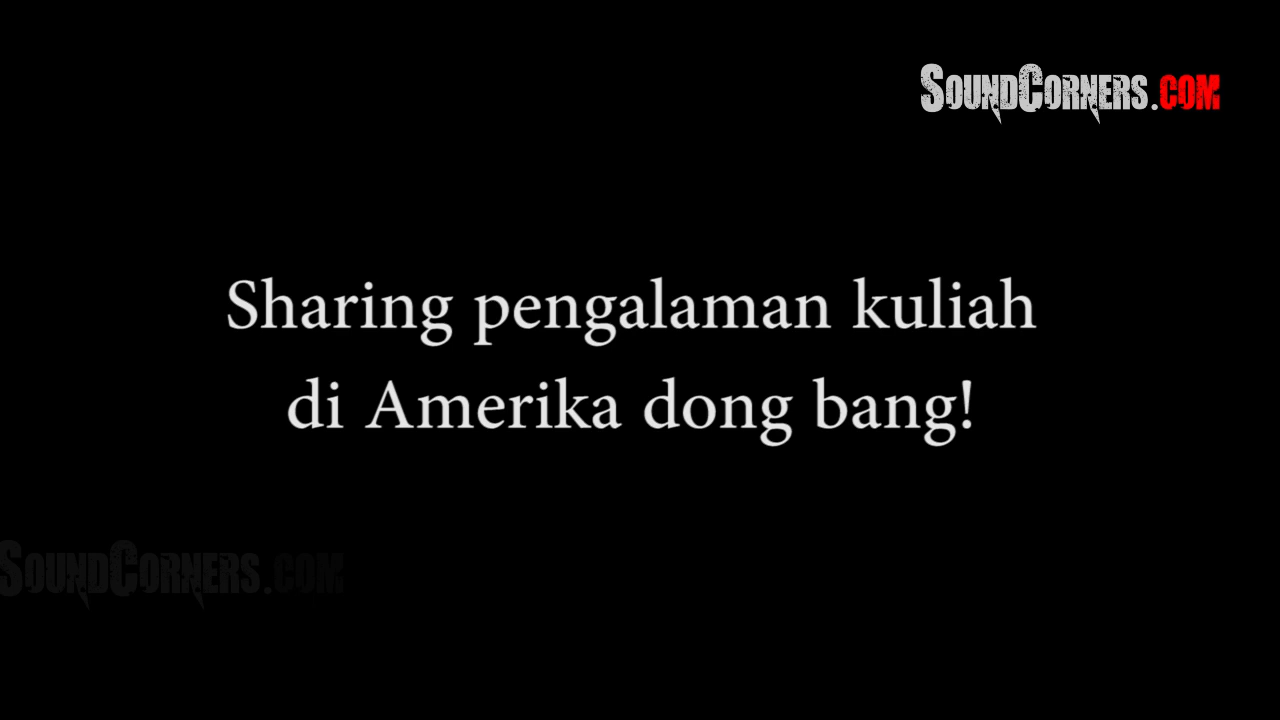 SOUNDCORNERS.COM
Sharing pengalaman kuliah
di Amerika dong bang!
SOUNDCORNERS.COM